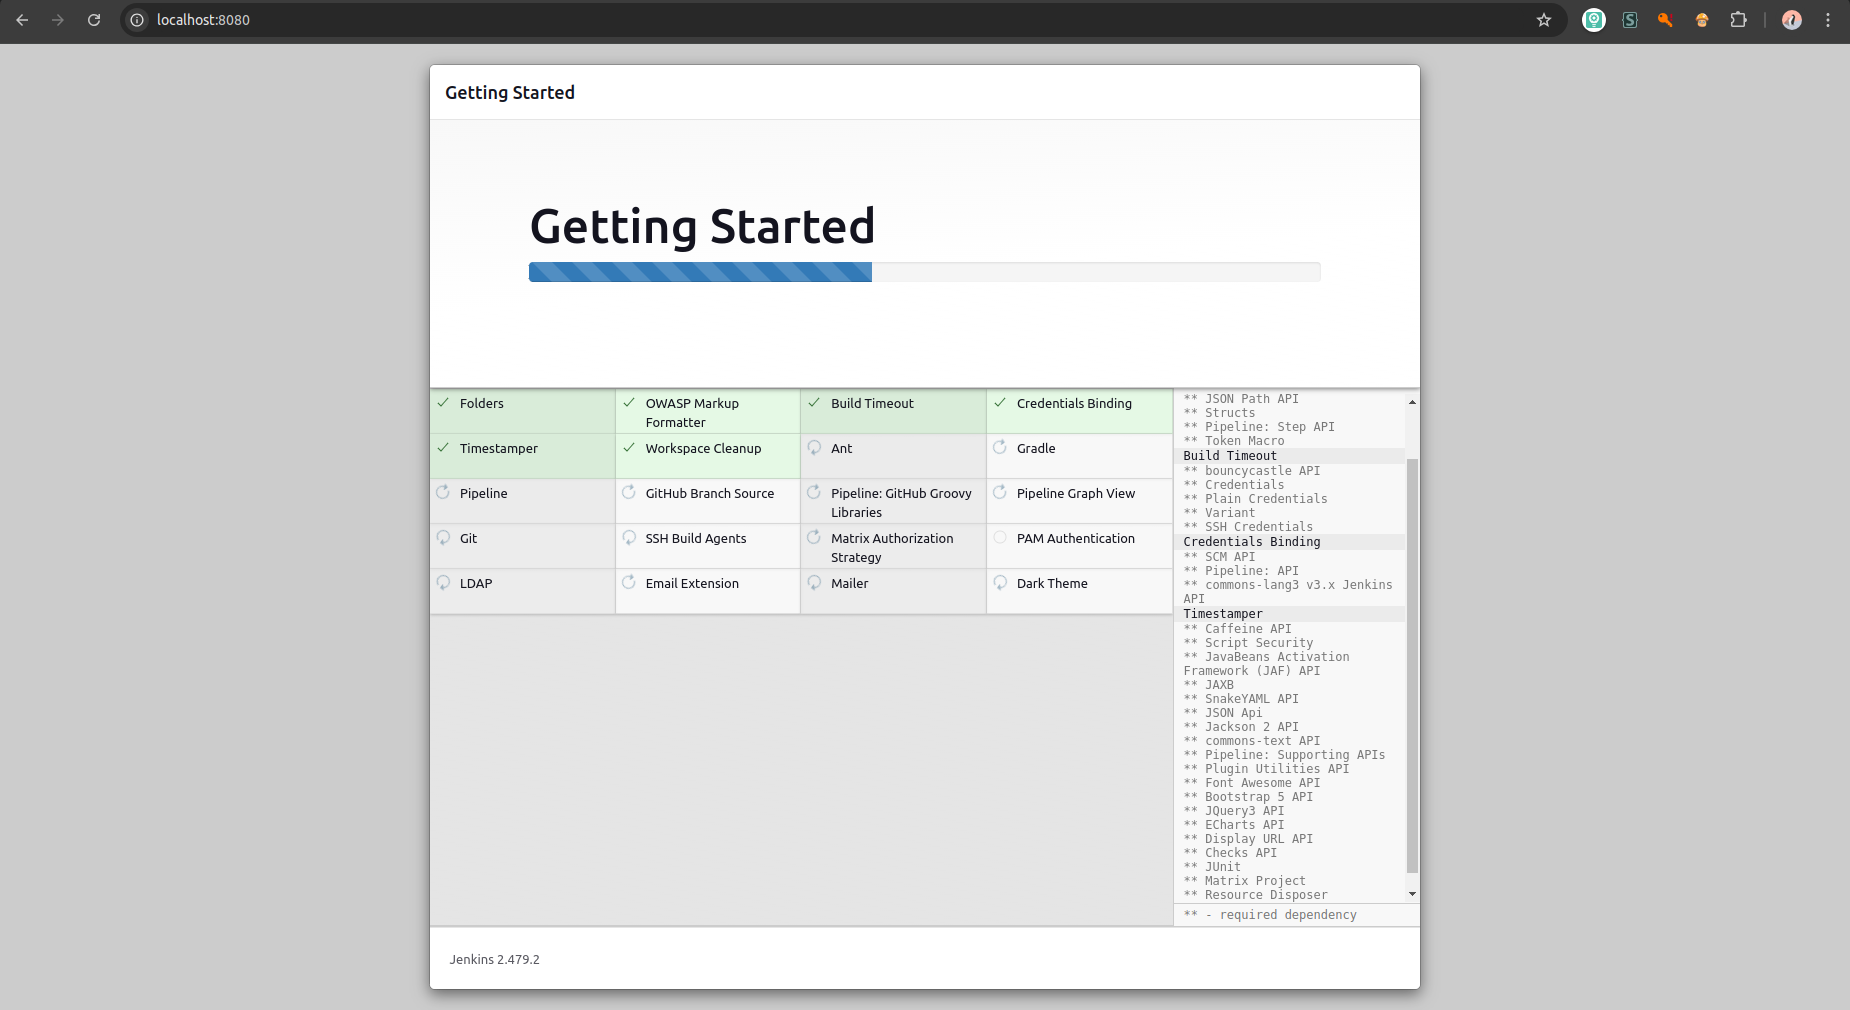 localhost:8080
Getting Started
Getting Started
Folders
OWASP Markup
Formatter
Build Timeout
Credentials Binding
Timestamper
Workspace Cleanup
Ant
Gradle
Pipeline
GitHub Branch Source
Pipeline: GitHub Groovy
Libraries
Pipeline Graph View
Git
SSH Build Agents
Matrix Authorization
Strategy
PAM Authentication
LDAP
Email Extension
Mailer
Dark Theme
** JSON Path API
** Structs
** Pipeline: Step API
** Token Macro
Build Timeout
** bouncycastle API
** Credentials
** Plain Credentials
** Variant
** SSH Credentials
Credentials Binding
** SCM API
** Pipeline: API
** commons-lang3 v3.x Jenkins
API
Timestamper
** Caffeine API
** Script Security
** JavaBeans Activation
Framework (JAF) API
** JAXB
** SnakeYAML API
** JSON Api
** Jackson 2 API
** commons-text API
** Pipeline: Supporting APIs
** Plugin Utilities API
** Font Awesome API
** Bootstrap 5 API
** JQuery3 API
** ECharts API
** Display URL API
** Checks API
** JUnit
** Matrix Project
** Resource Disposer
** - required dependency
Jenkins 2.479.2